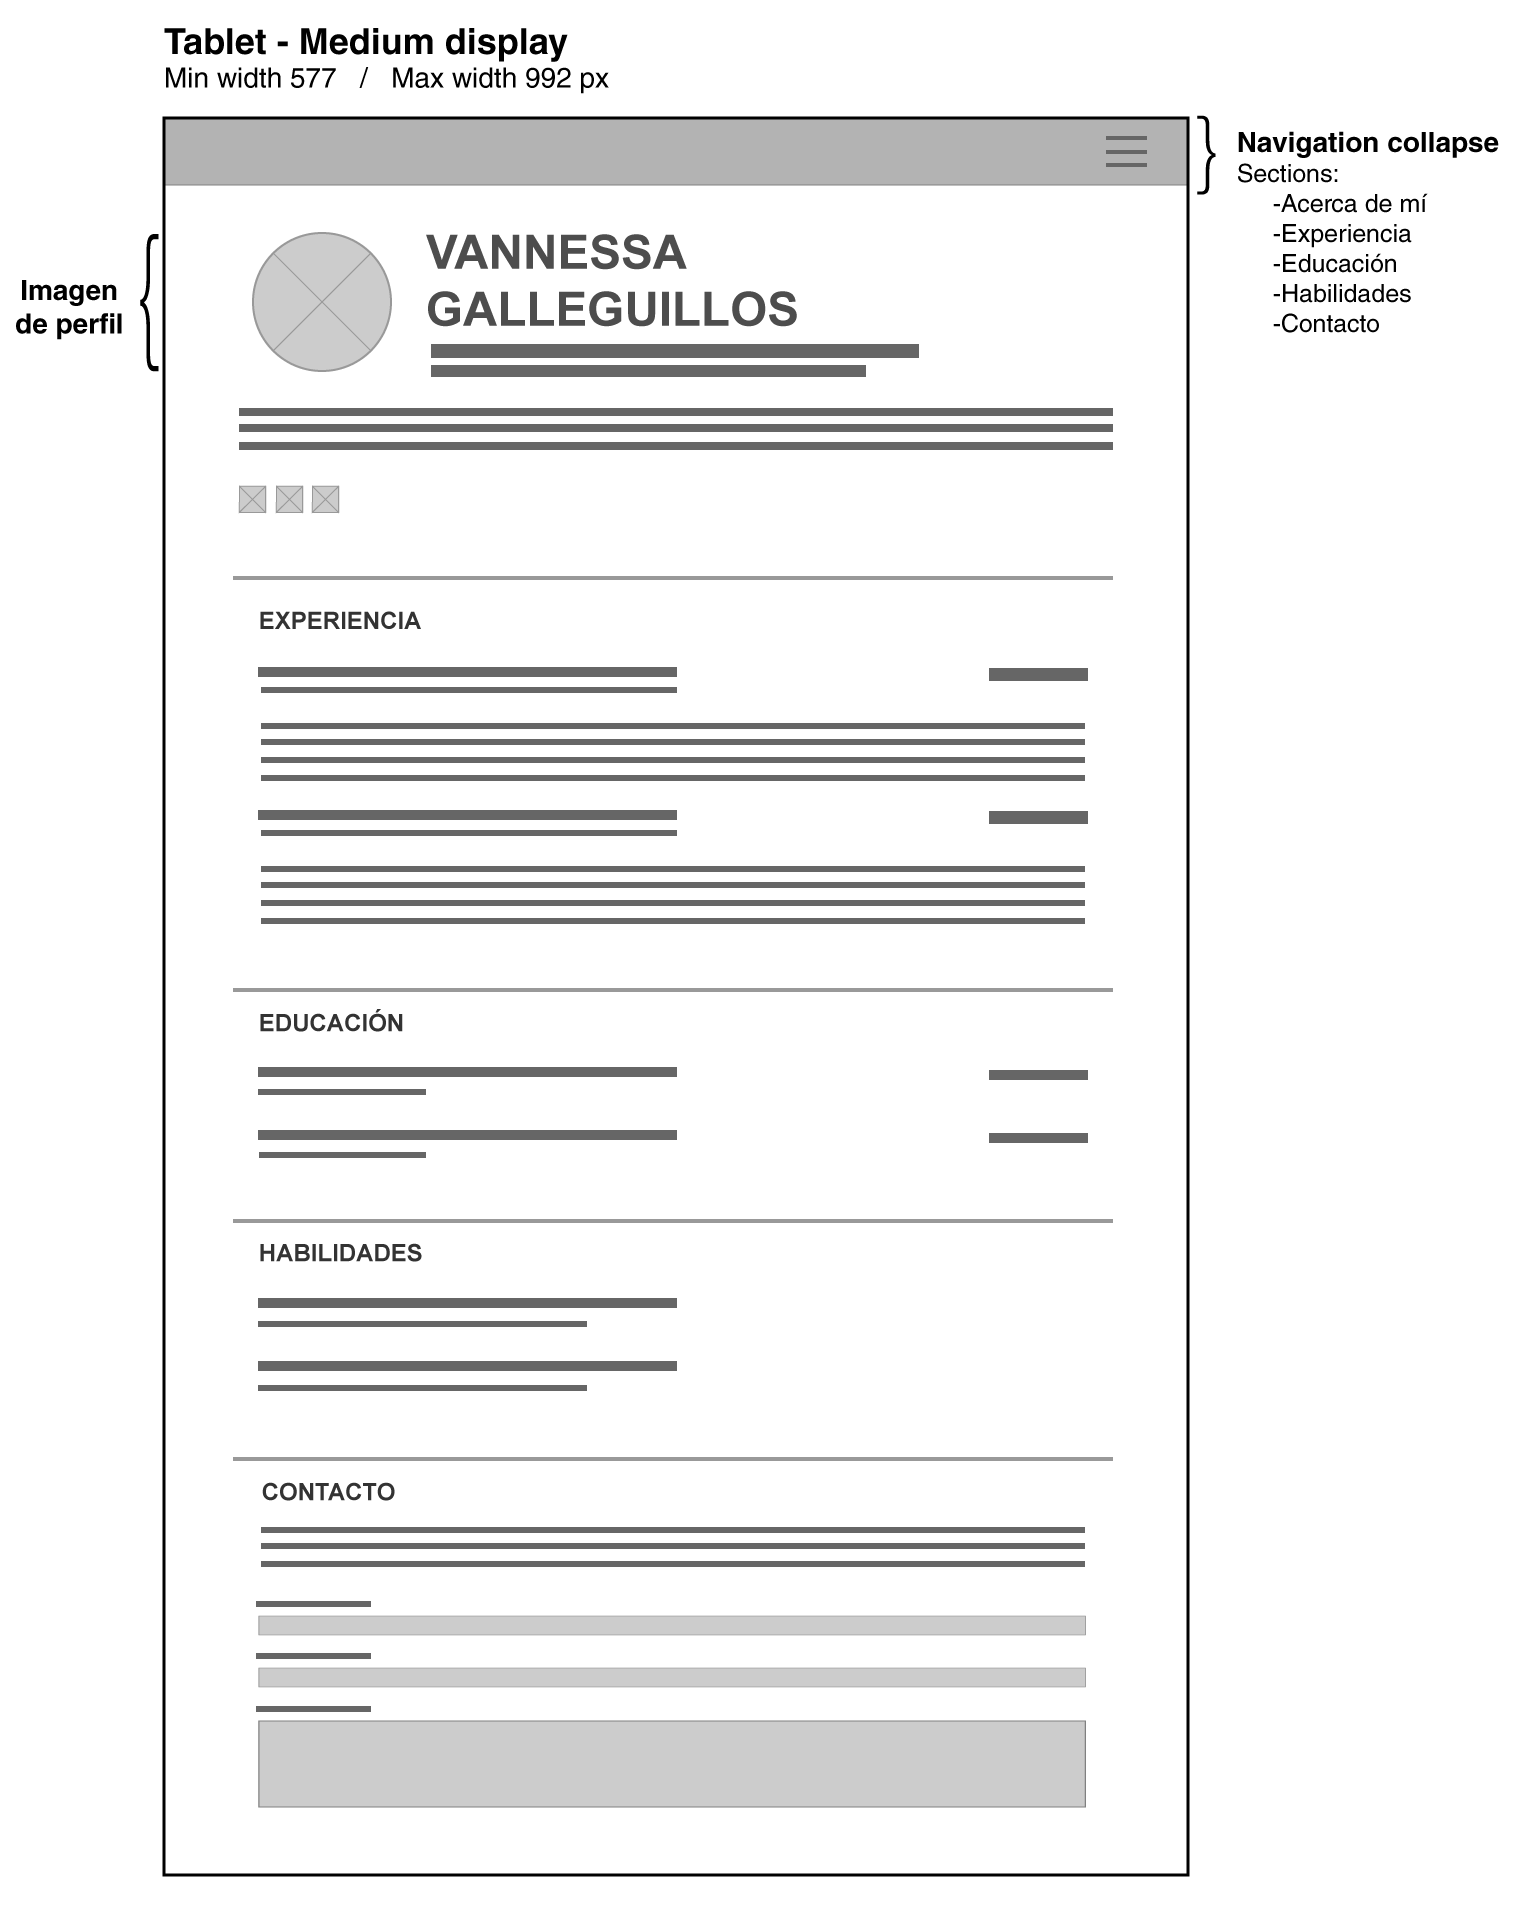 Tablet - Medium display
Min width 577 / Max width 992 px
Navigation collapse
Sections:
-Acerca de mí
-Experiencia
-Educación
-Habilidades
-Contacto
Imagen
de perfil
VANNESSA
GALLEGUILLOS
EXPERIENCIA
EDUCACIÓN
HABILIDADES
CONTACTO